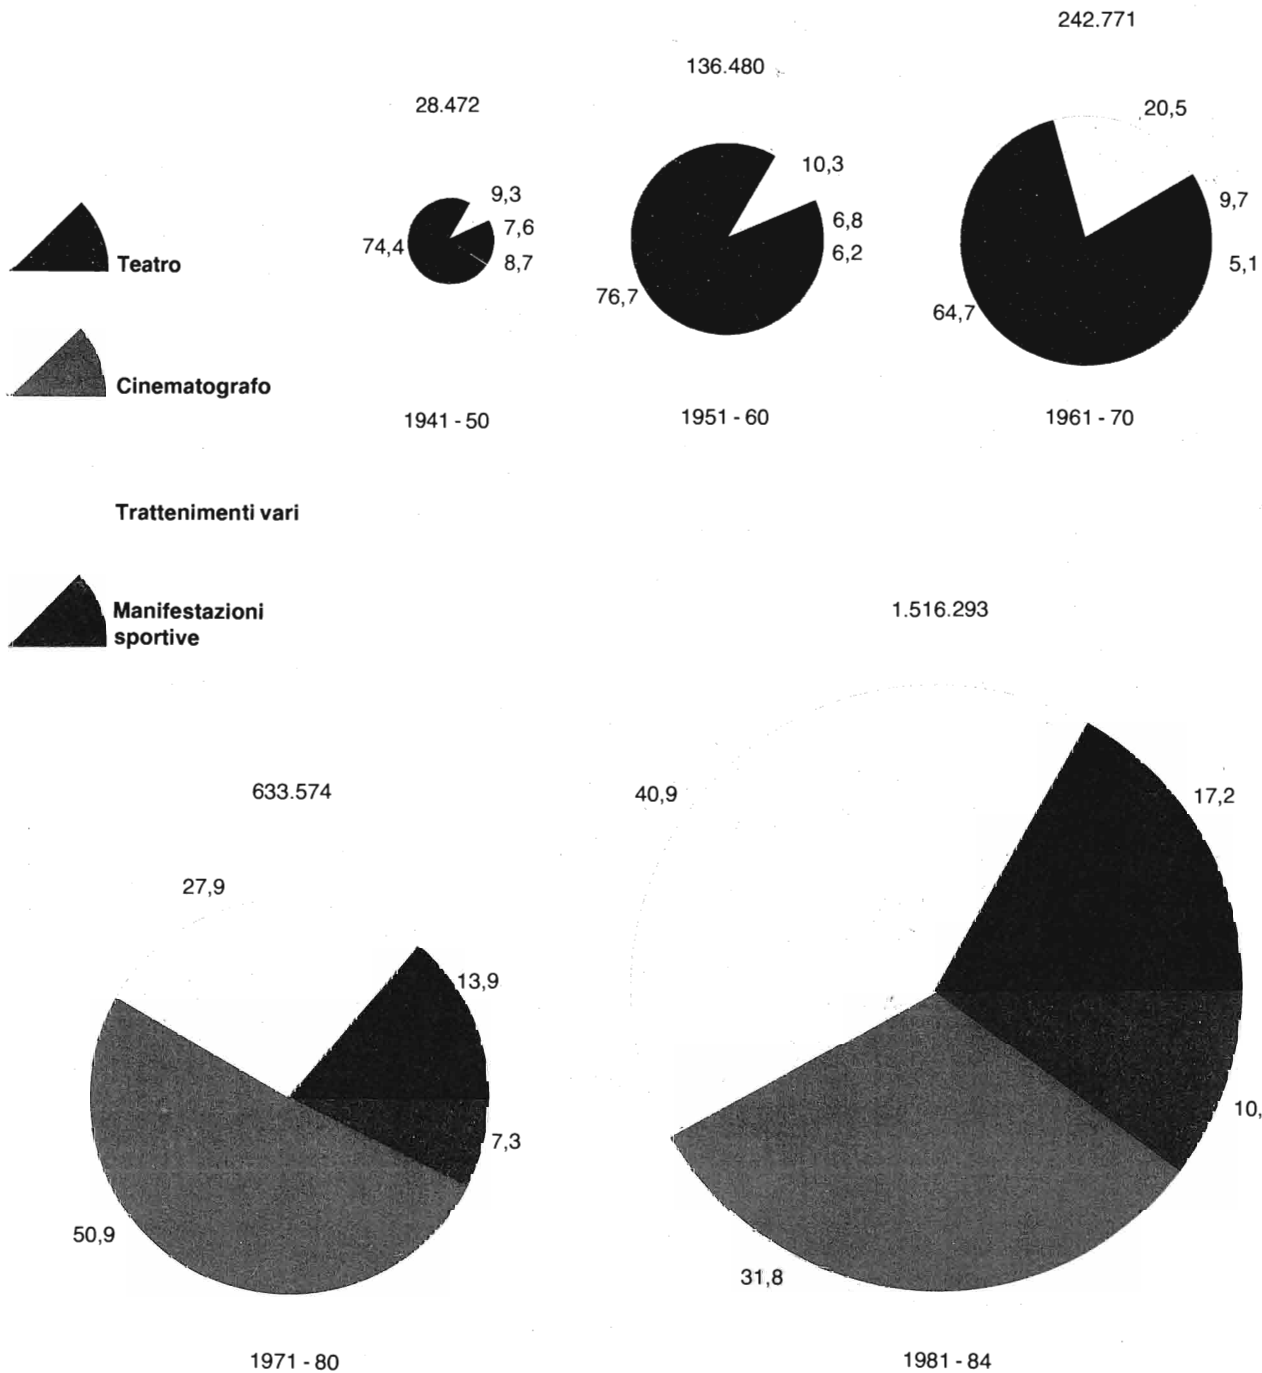 242.771
136.480
28.472
20,5
10,3
9,3
9,7
7,6
6,8
74,4
Teatro
8,7
6,2
5,1
76,7
64,7
Cinematografo
1941 - 50
1951 - 60
1961 - 70
Trattenimenti vari
Manifestazioni
sportive
1.516.293
633.574
40,9
17,2
27,9
13,9
10,
7,3
50,9
31,8
1971 - 80
1981 - 84